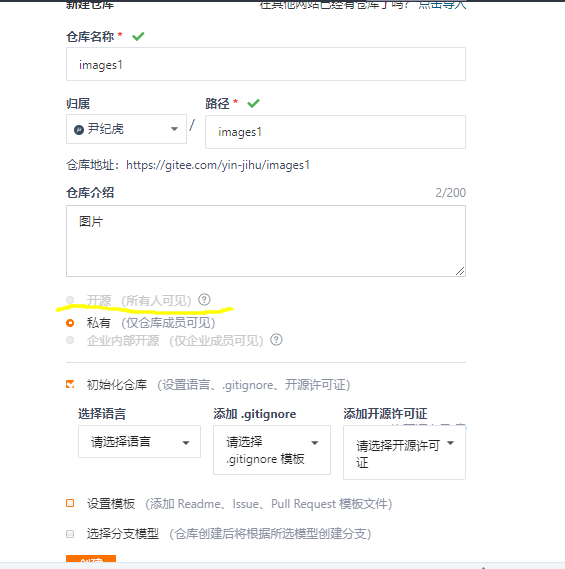 新建仓库 在其他网站已经有仓库了吗？ 点击导入
仓库名称 *
images1
归属 路径 *
尹纪虎 / images1
仓库地址：https://gitee.com/yin-jihu/images1
仓库介绍 2/200
图片
开源 （所有人可见） ?
私有 （仅仓库成员可见）
企业内部开源 （仅企业成员可见） ?
初始化仓库 （设置语言、.gitignore、开源许可证）
选择语言 添加 .gitignore 添加开源许可证
请选择语言 请选择 .gitignore 模板 请选择开源许可证
设置模板 （添加 Readme、Issue、Pull Request 模板文件）
选择分支模型 （仓库创建后将根据所选模型创建分支）
创建